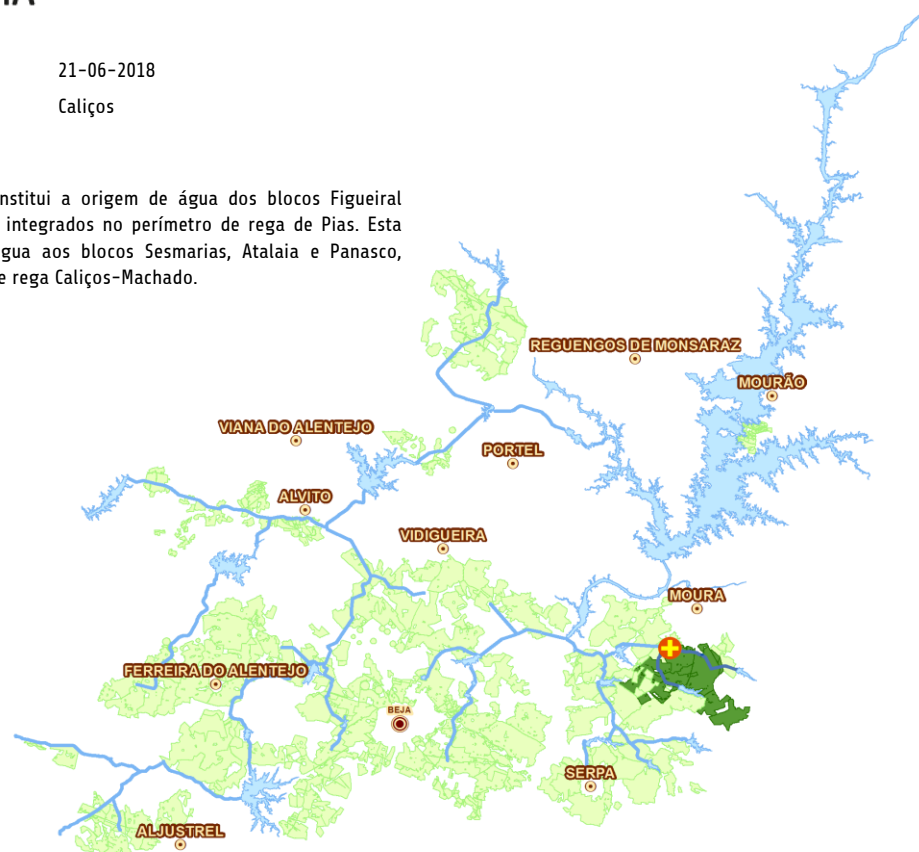 21-06-2018
Caliços
nstitui a origem de água dos blocos Figueiral
integrados no perímetro de rega de Pias. Esta
gua aos blocos Sesmarias, Atalaia e Panasco,
e rega Caliços-Machado.
REGUENGOS DE MONSARAZ
MOURÃO
VIANA DO ALENTEJO
PORTEL
ALVITO
VIDIGUEIRA
MOURA
FERREIRA DO ALENTEJO
BEJA
SERPA
ALJUSTREL